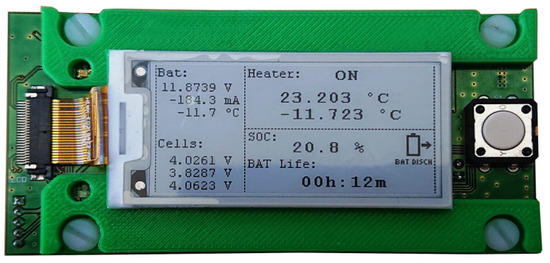 Bat:
11.8739 V
-184.3 mA
-11.7 °C
Cells:
4.0261 V
3.8287 V
4.0623 V
Heater: ON
23.203 °C
-11.723 °C
SOC:
20.8 %
BAT DISCH
BAT Life:
00h:12m